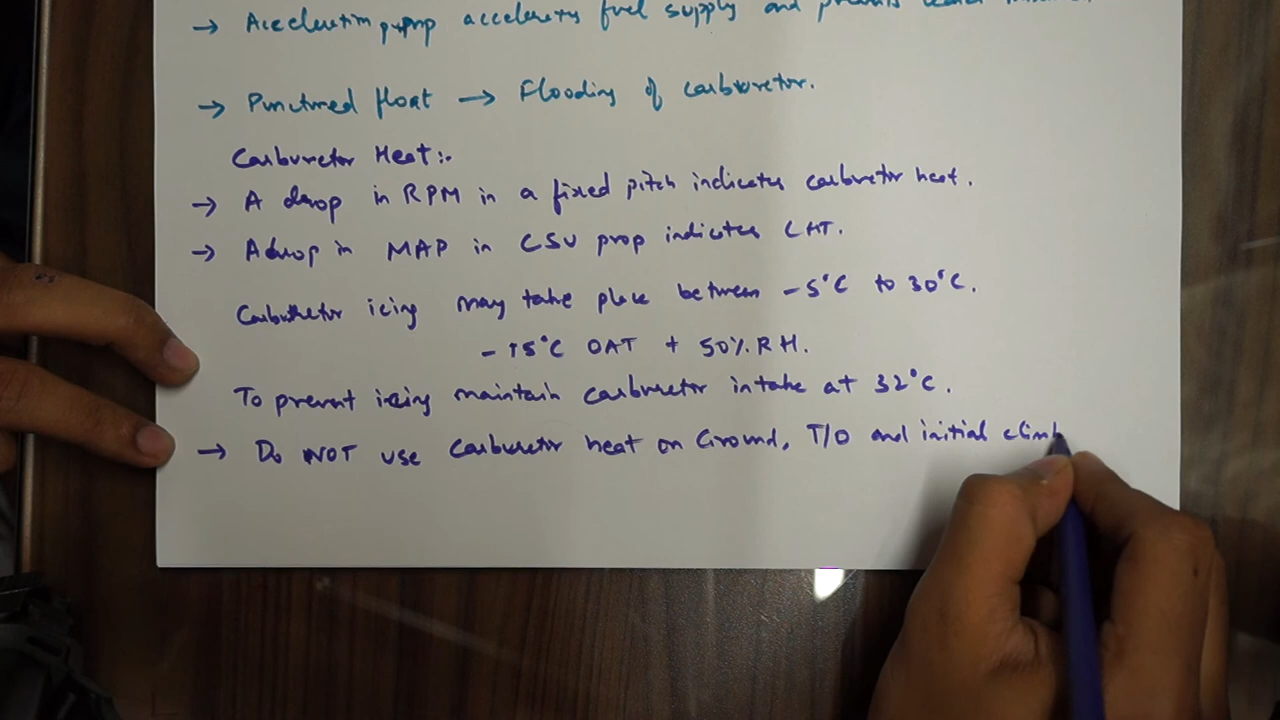 → Acceleratim pump accelerates fuel supply and prevents
→ Punctured float → Flooding of carburetor.
Carburetor Heat:-
→ A drop in RPM in a fixed pitch indicates carburetor heat.
→ A drop in MAP in CSU prop indicates CHT.
Carburetor icing may take place between -5°C to 30°C.
-15°C OAT + 50% RH.
To prevent icing maintain carburetor intake at 32°C.
→ Do NOT use carburetor heat on Ground, T/O and initial climb